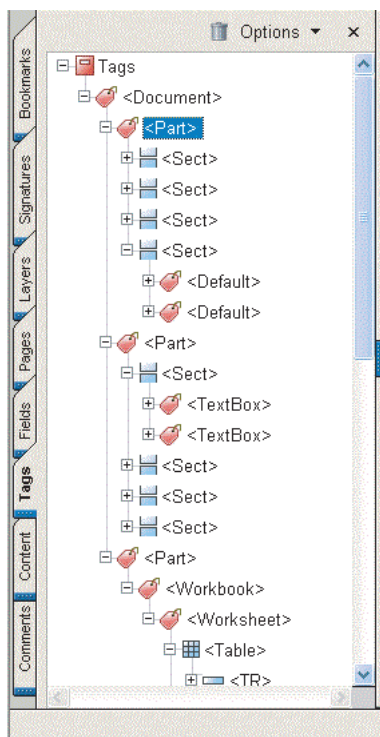 Options
Tags
<Document>
<Part>
<Sect>
<Sect>
<Sect>
<Sect>
<Default>
<Default>
<Part>
<Sect>
<TextBox>
<TextBox>
<Sect>
<Sect>
<Sect>
<Part>
<Workbook>
<Worksheet>
<Table>
<TR>
Bookmarks
Signatures
Layers
Pages
Fields
Tags
Content
Comments